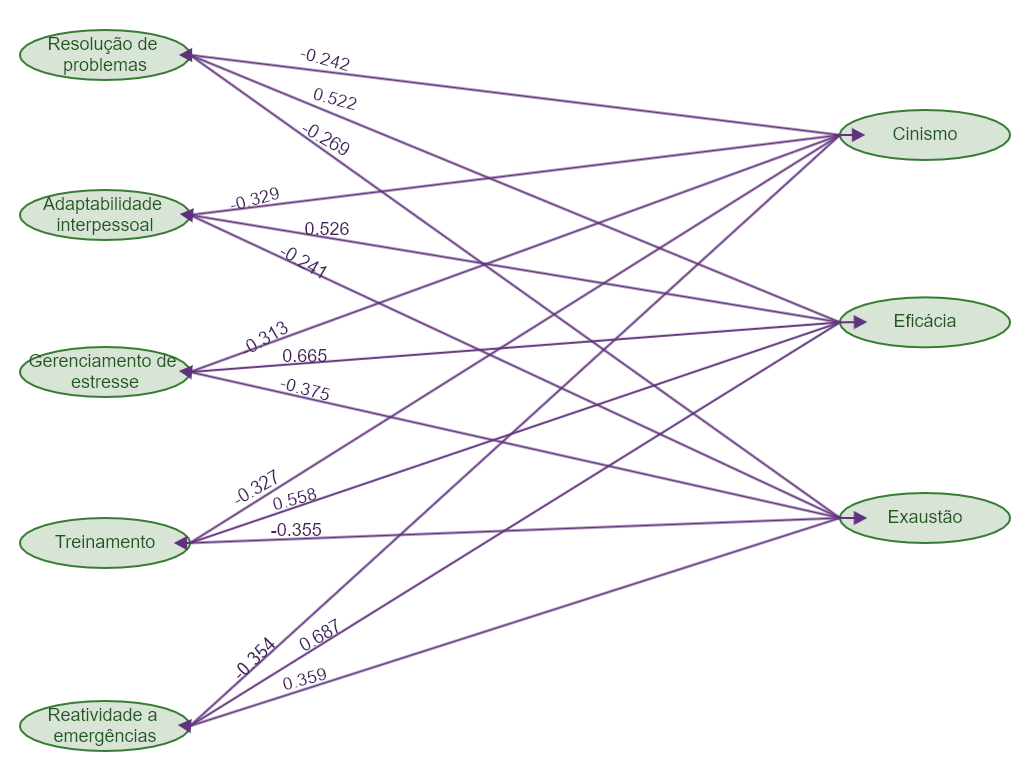 Resolução de
problemas
-0.242
0.522
-0.269
Cinismo
Adaptabilidade
interpessoal
-0.329
0.526
-0.241
Eficácia
Gerenciamento de
estresse
0.313
0.665
-0.375
Treinamento
-0.327
0.558
-0.355
Exaustão
Reatividade a
emergências
-0.354
0.687
0.359